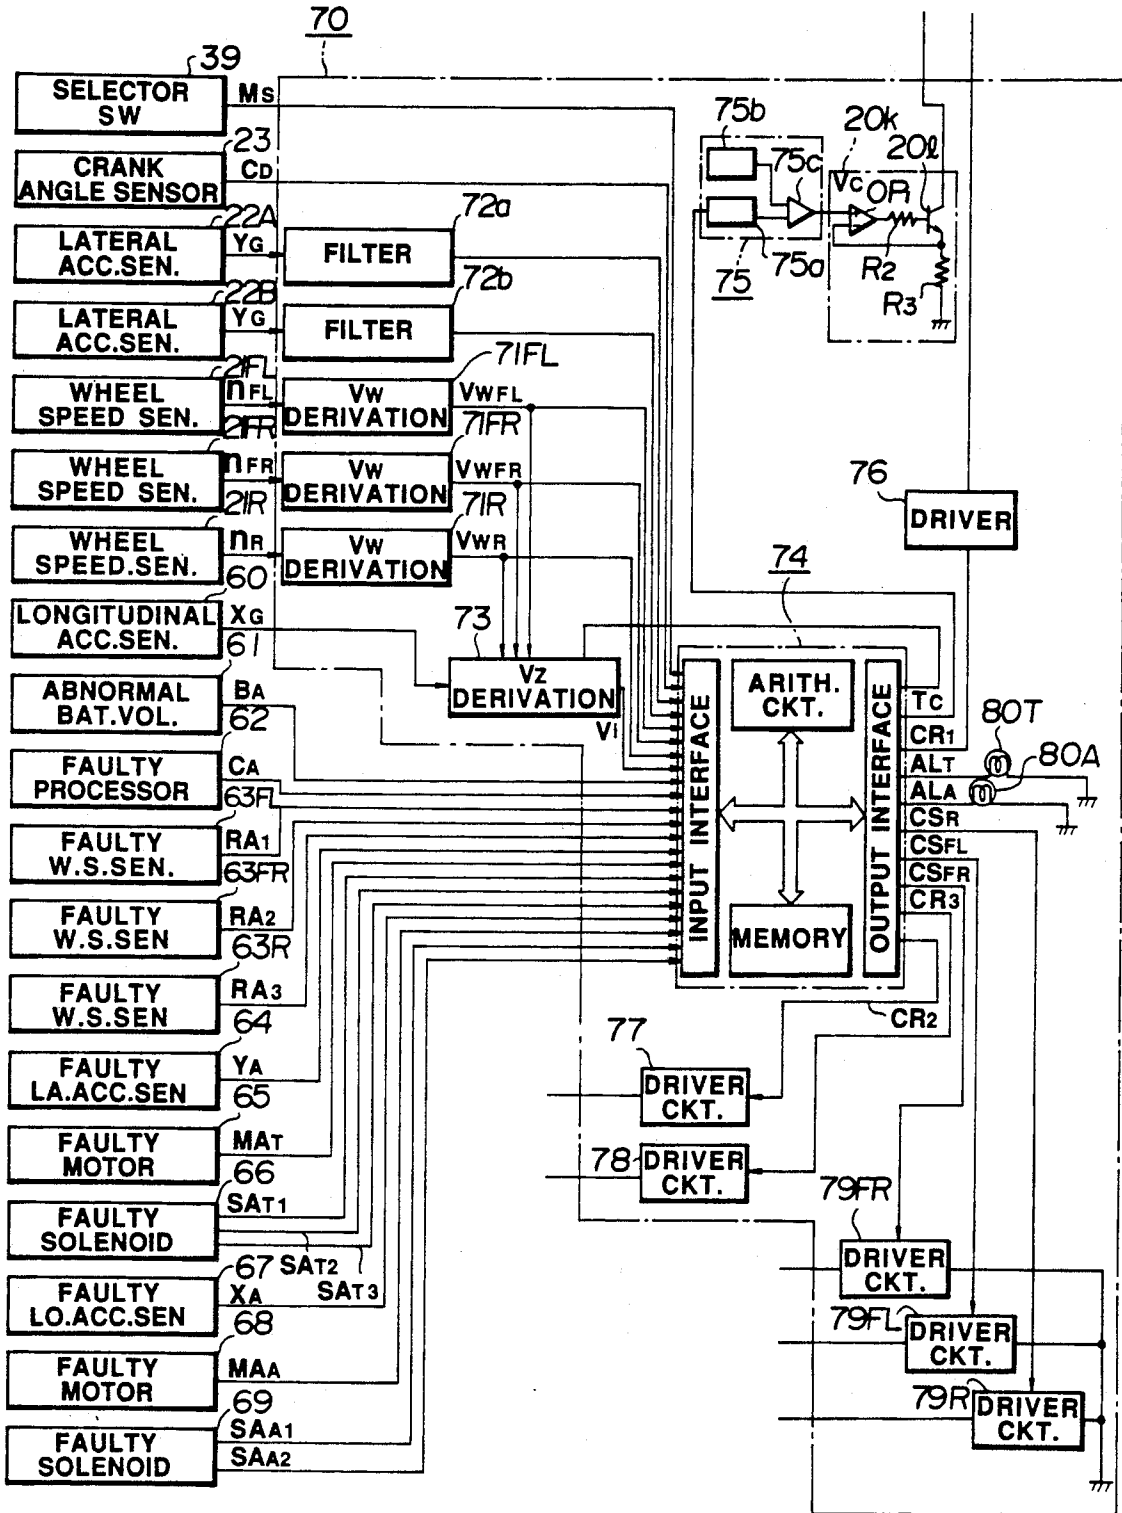 70
39
SELECTOR
SW
MS
23
CRANK
ANGLE SENSOR
CD
22A
LATERAL
ACC.SEN.
YG
72a
FILTER
22B
LATERAL
ACC.SEN.
YG
72b
FILTER
21FL
WHEEL
SPEED SEN.
nFL
71FL
VW
DERIVATION
VWFL
21FR
WHEEL
SPEED SEN.
nFR
71FR
VW
DERIVATION
VWFR
21R
WHEEL
SPEED.SEN.
nR
71R
VW
DERIVATION
VWR
60
LONGITUDINAL
ACC.SEN.
XG
73
VZ
DERIVATION
Vi
61
ABNORMAL
BAT.VOL.
BA
62
FAULTY
PROCESSOR
CA
63FL
FAULTY
W.S.SEN.
RA1
63FR
FAULTY
W.S.SEN
RA2
63R
FAULTY
W.S.SEN
RA3
64
FAULTY
LA.ACC.SEN
YA
65
FAULTY
MOTOR
MAT
66
FAULTY
SOLENOID
SAT1
SAT2
SAT3
67
FAULTY
LO.ACC.SEN
XA
68
FAULTY
MOTOR
MAA
69
FAULTY
SOLENOID
SAA1
SAA2
75b
75c
75a
75
20k
20l
VC
OP1
R2
R3
76
DRIVER
74
INPUT INTERFACE
ARITH.
CKT.
MEMORY
OUTPUT INTERFACE
TC
CR1
80T
ALT
80A
ALA
CSR
CSFL
CSFR
CR3
CR2
77
DRIVER
CKT.
78
DRIVER
CKT.
79FR
DRIVER
CKT.
79FL
DRIVER
CKT.
79R
DRIVER
CKT.